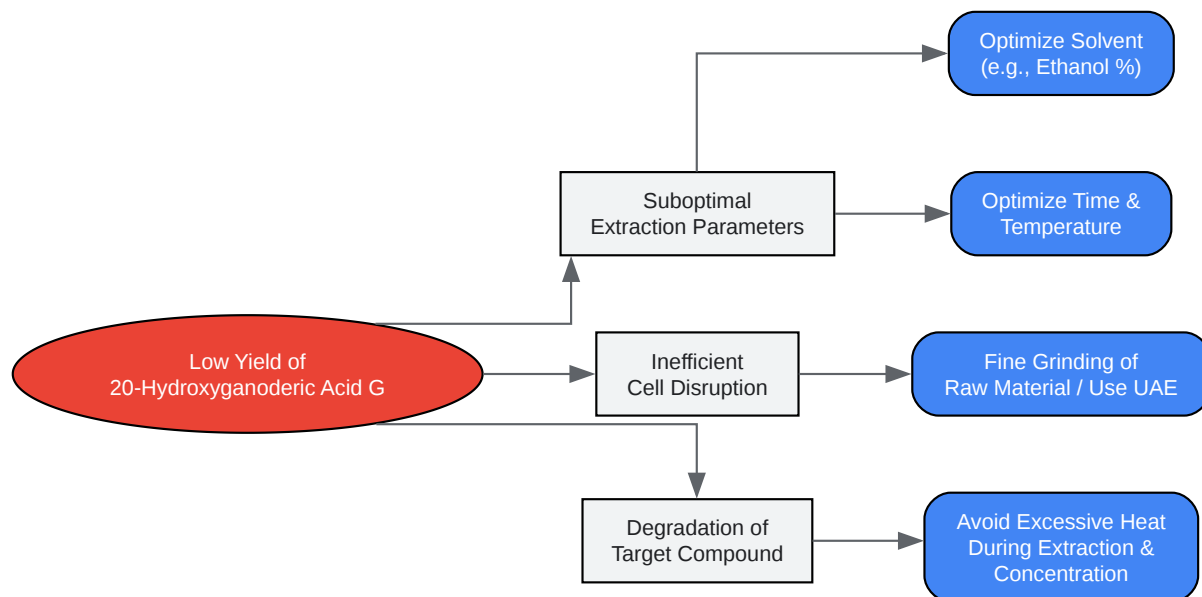 Optimize Solvent
(e.g., Ethanol %)
Suboptimal
Extraction Parameters
Optimize Time &
Temperature
Low Yield of
20-Hydroxyganoderic Acid G
Inefficient
Cell Disruption
Fine Grinding of
Raw Material / Use UAE
Degradation of
Target Compound
Avoid Excessive Heat
During Extraction &
Concentration